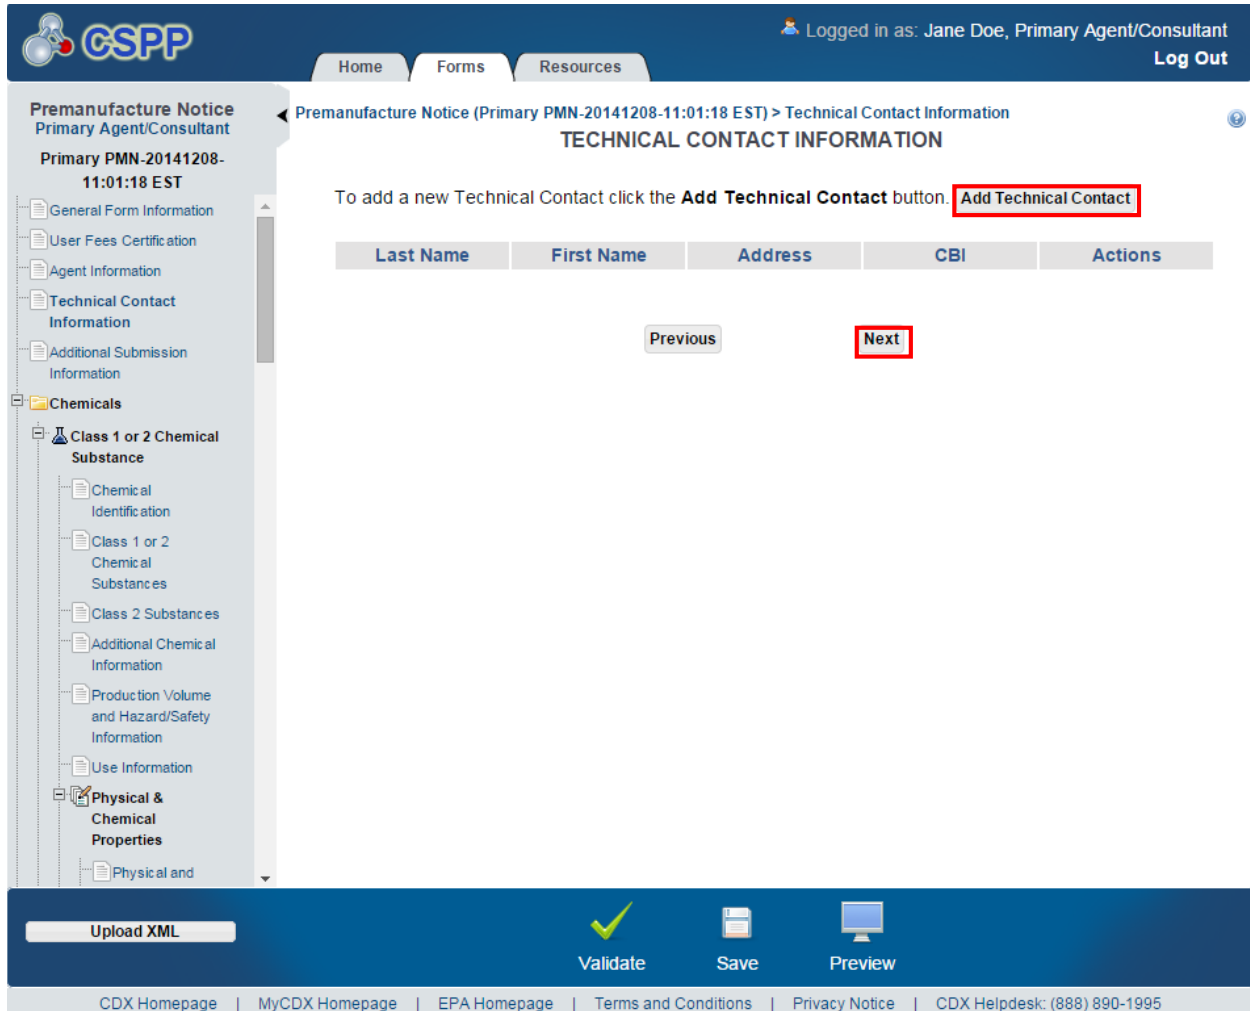 CSPP
Logged in as: Jane Doe, Primary Agent/Consultant
Log Out
Home
Forms
Resources
Premanufacture Notice
Primary Agent/Consultant
Primary PMN-20141208-
11:01:18 EST
General Form Information
User Fees Certification
Agent Information
Technical Contact
Information
Additional Submission
Information
Chemicals
Class 1 or 2 Chemical
Substance
Chemical
Identification
Class 1 or 2
Chemical
Substances
Class 2 Substances
Additional Chemical
Information
Production Volume
and Hazard/Safety
Information
Use Information
Physical &
Chemical
Properties
Physical and
Premanufacture Notice (Primary PMN-20141208-11:01:18 EST) > Technical Contact Information
TECHNICAL CONTACT INFORMATION
To add a new Technical Contact click the Add Technical Contact button. Add Technical Contact
Last Name First Name Address CBI Actions
Previous Next
Upload XML
Validate Save Preview
CDX Homepage | MyCDX Homepage | EPA Homepage | Terms and Conditions | Privacy Notice | CDX Helpdesk: (888) 890-1995